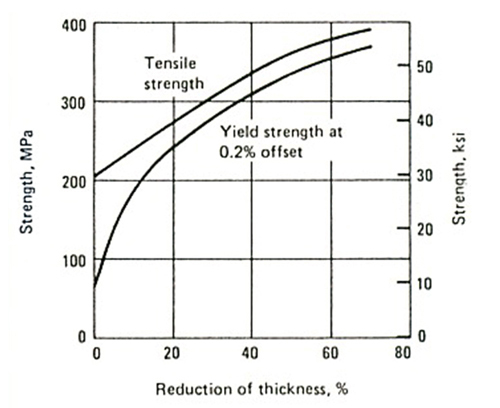 400
300
200
100
0
Strength, MPa
Tensile
strength
Yield strength at
0.2% offset
50
40
30
20
10
0
Strength, ksi
0 20 40 60 80
Reduction of thickness, %